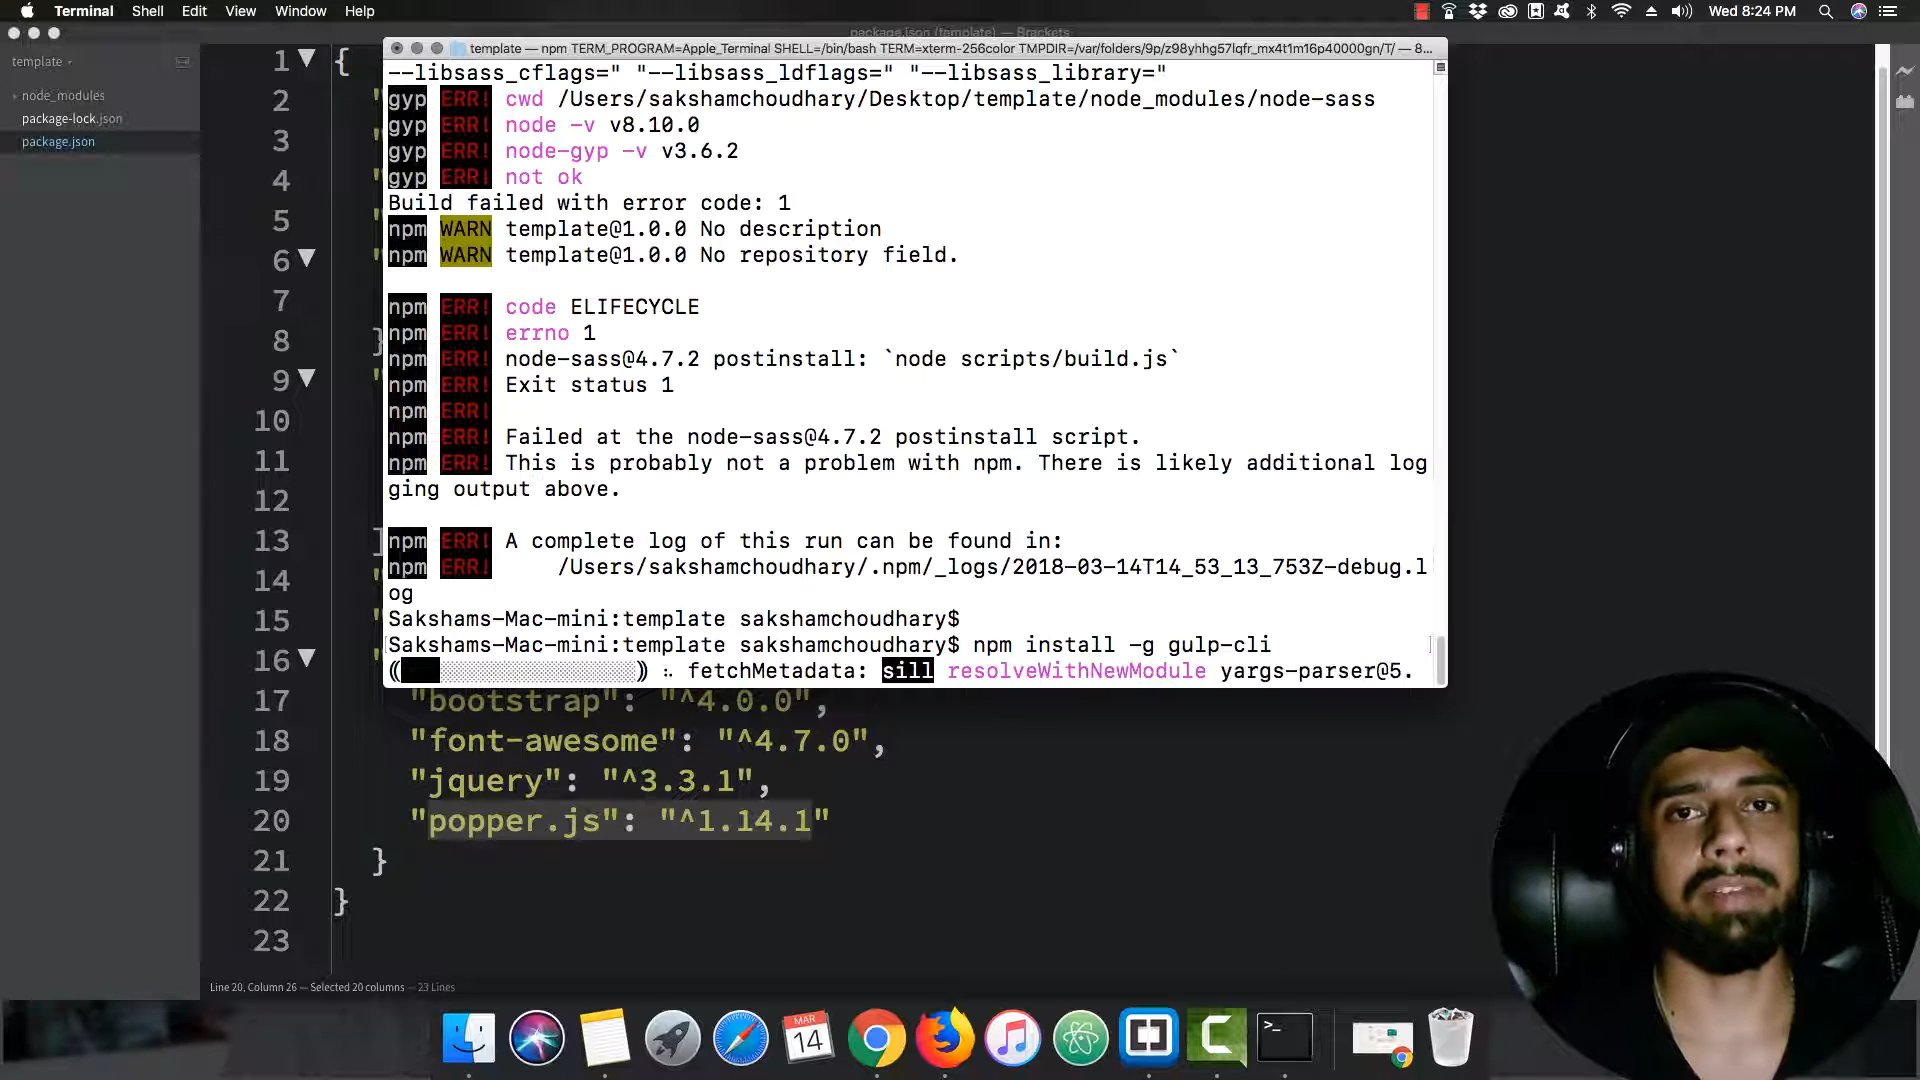 Terminal Shell Edit View Window Help
Wed 8:24 PM
package.json (template) — Brackets
template — npm TERM_PROGRAM=Apple_Terminal SHELL=/bin/bash TERM=xterm-256color TMPDIR=/var/folders/9p/z98yhhg57lqfr_mx4t1m16p40000gn/T/ — 8...
template
node_modules
package-lock.json
package.json
--libsass_cflags=" "--libsass_ldflags=" "--libsass_library="
gyp ERR! cwd /Users/sakshamchoudhary/Desktop/template/node_modules/node-sass
gyp ERR! node -v v8.10.0
gyp ERR! node-gyp -v v3.6.2
gyp ERR! not ok
Build failed with error code: 1
npm WARN template@1.0.0 No description
npm WARN template@1.0.0 No repository field.
npm ERR! code ELIFECYCLE
npm ERR! errno 1
npm ERR! node-sass@4.7.2 postinstall: `node scripts/build.js`
npm ERR! Exit status 1
npm ERR!
npm ERR! Failed at the node-sass@4.7.2 postinstall script.
npm ERR! This is probably not a problem with npm. There is likely additional log
ging output above.
npm ERR! A complete log of this run can be found in:
npm ERR! /Users/sakshamchoudhary/.npm/_logs/2018-03-14T14_53_13_753Z-debug.l
og
Sakshams-Mac-mini:template sakshamchoudhary$
Sakshams-Mac-mini:template sakshamchoudhary$ npm install -g gulp-cli
fetchMetadata: sill resolveWithNewModule yargs-parser@5.
1 {
2
3
4
5
6
7
8 }
9
10
11
12
13 ]
14
15
16
17 "bootstrap": "^4.0.0",
18 "font-awesome": "^4.7.0",
19 "jquery": "^3.3.1",
20 "popper.js": "^1.14.1"
21 }
22 }
23
Line 20, Column 26 — Selected 20 columns — 23 Lines
MAR
14